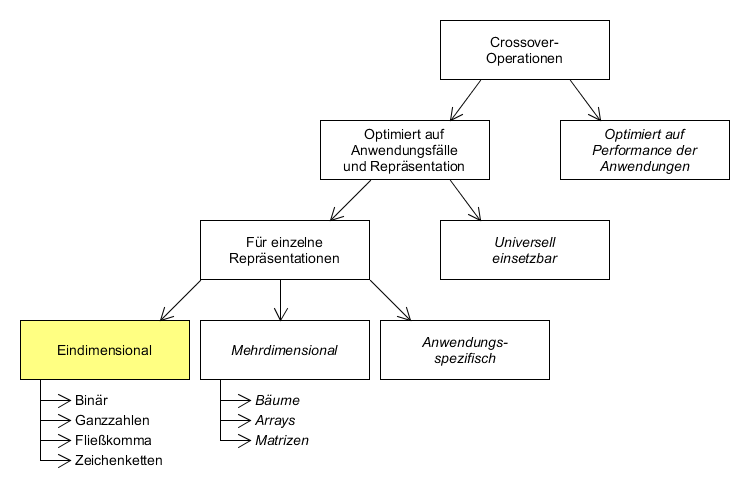 Crossover-
Operationen
Optimiert auf
Anwendungsfälle
und Repräsentation
Optimiert auf
Performance der
Anwendungen
Für einzelne
Repräsentationen
Universell
einsetzbar
Eindimensional
Mehrdimensional
Anwendungs-
spezifisch
Binär
Ganzzahlen
Fließkomma
Zeichenketten
Bäume
Arrays
Matrizen